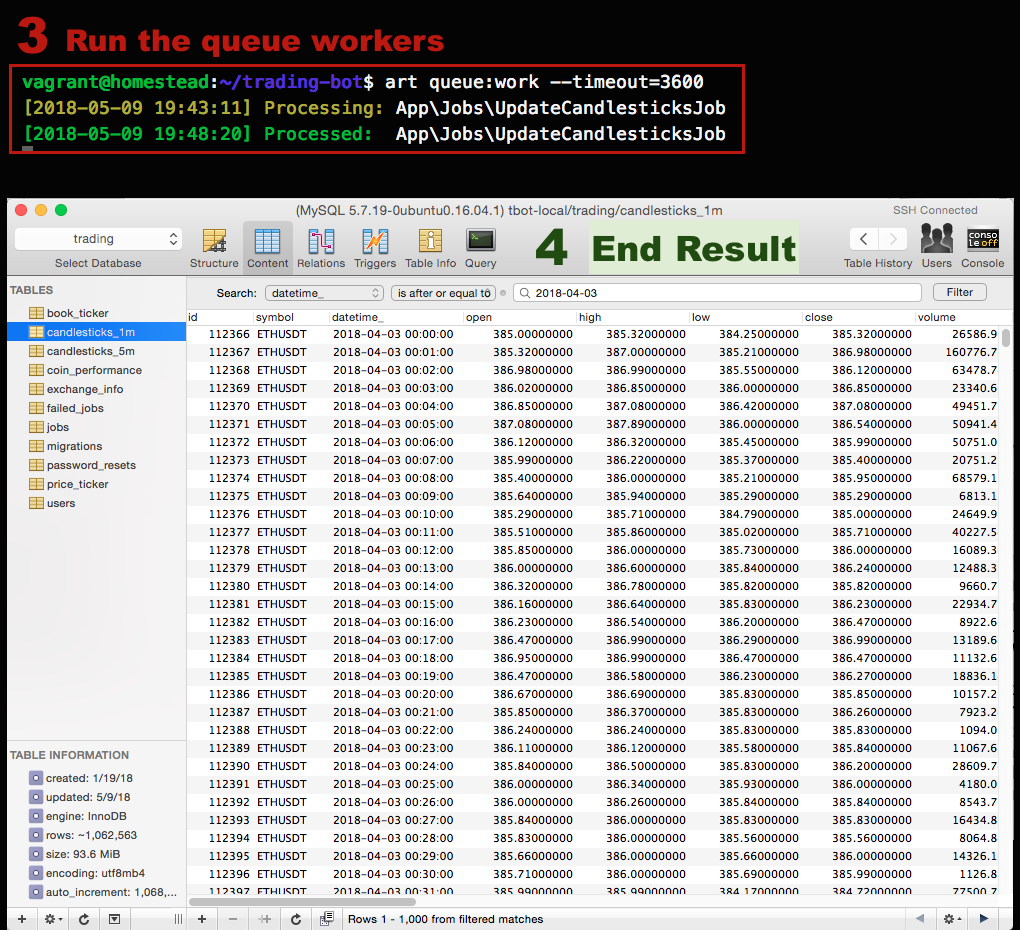 3 Run the queue workers
vagrant@homestead:~/trading-bot$ art queue:work --timeout=3600
[2018-05-09 19:43:11] Processing: App\Jobs\UpdateCandlesticksJob
[2018-05-09 19:48:20] Processed: App\Jobs\UpdateCandlesticksJob
(MySQL 5.7.19-0ubuntu0.16.04.1) tbot-local/trading/candlesticks_1m
SSH Connected
trading
Select Database
Structure Content Relations Triggers Table Info Query
4 End Result
conso
le off
Table History Users Console
TABLES
book_ticker
candlesticks_1m
candlesticks_5m
coin_performance
exchange_info
failed_jobs
jobs
migrations
password_resets
price_ticker
users
TABLE INFORMATION
created: 1/19/18
updated: 5/9/18
engine: InnoDB
rows: ~1,062,563
size: 93.6 MiB
encoding: utf8mb4
auto_increment: 1,068,...
Search: datetime_ is after or equal to 2018-04-03 Filter
id symbol datetime_ open high low close volume
112366 ETHUSDT 2018-04-03 00:00:00 385.00000000 385.32000000 384.25000000 385.32000000 26586.9
112367 ETHUSDT 2018-04-03 00:01:00 385.32000000 387.00000000 385.21000000 386.98000000 160776.7
112368 ETHUSDT 2018-04-03 00:02:00 386.98000000 386.99000000 385.55000000 386.12000000 63478.7
112369 ETHUSDT 2018-04-03 00:03:00 386.02000000 386.85000000 386.00000000 386.85000000 23340.6
112370 ETHUSDT 2018-04-03 00:04:00 386.85000000 387.08000000 386.42000000 387.08000000 49451.7
112371 ETHUSDT 2018-04-03 00:05:00 387.08000000 387.89000000 386.00000000 386.54000000 50941.4
112372 ETHUSDT 2018-04-03 00:06:00 386.12000000 386.32000000 385.45000000 385.99000000 50751.0
112373 ETHUSDT 2018-04-03 00:07:00 385.99000000 386.22000000 385.37000000 385.40000000 20751.2
112374 ETHUSDT 2018-04-03 00:08:00 385.40000000 386.00000000 385.21000000 385.95000000 68579.1
112375 ETHUSDT 2018-04-03 00:09:00 385.64000000 385.94000000 385.29000000 385.29000000 6813.1
112376 ETHUSDT 2018-04-03 00:10:00 385.29000000 385.71000000 384.79000000 385.00000000 24649.9
112377 ETHUSDT 2018-04-03 00:11:00 385.51000000 385.86000000 385.02000000 385.71000000 40227.5
112378 ETHUSDT 2018-04-03 00:12:00 385.85000000 386.00000000 385.73000000 386.00000000 16089.3
112379 ETHUSDT 2018-04-03 00:13:00 386.00000000 386.60000000 385.84000000 386.24000000 12488.3
112380 ETHUSDT 2018-04-03 00:14:00 386.32000000 386.78000000 385.82000000 385.82000000 9660.7
112381 ETHUSDT 2018-04-03 00:15:00 386.16000000 386.64000000 385.83000000 386.23000000 22934.7
112382 ETHUSDT 2018-04-03 00:16:00 386.23000000 386.54000000 386.20000000 386.47000000 8922.6
112383 ETHUSDT 2018-04-03 00:17:00 386.47000000 386.99000000 386.29000000 386.99000000 13189.6
112384 ETHUSDT 2018-04-03 00:18:00 386.95000000 386.99000000 386.47000000 386.47000000 11132.6
112385 ETHUSDT 2018-04-03 00:19:00 386.47000000 386.58000000 386.23000000 386.27000000 18836.1
112386 ETHUSDT 2018-04-03 00:20:00 386.67000000 386.69000000 385.83000000 385.85000000 10157.2
112387 ETHUSDT 2018-04-03 00:21:00 385.85000000 386.37000000 385.83000000 386.26000000 7923.2
112388 ETHUSDT 2018-04-03 00:22:00 386.24000000 386.24000000 385.83000000 385.83000000 1094.0
112389 ETHUSDT 2018-04-03 00:23:00 386.11000000 386.12000000 385.58000000 385.84000000 11067.6
112390 ETHUSDT 2018-04-03 00:24:00 385.84000000 386.50000000 385.83000000 386.20000000 28609.7
112391 ETHUSDT 2018-04-03 00:25:00 386.00000000 386.34000000 385.93000000 386.00000000 4180.0
112392 ETHUSDT 2018-04-03 00:26:00 386.00000000 386.26000000 385.84000000 385.84000000 8543.7
112393 ETHUSDT 2018-04-03 00:27:00 385.84000000 386.00000000 385.83000000 385.83000000 16434.8
112394 ETHUSDT 2018-04-03 00:28:00 385.83000000 386.00000000 385.56000000 385.56000000 8064.8
112395 ETHUSDT 2018-04-03 00:29:00 385.66000000 386.00000000 385.66000000 386.00000000 14326.1
112396 ETHUSDT 2018-04-03 00:30:00 385.71000000 386.00000000 385.69000000 385.99000000 1126.8
112397 ETHUSDT 2018-04-03 00:31:00 385.99000000 385.99000000 384.17000000 384.72000000 77500.7
Rows 1 - 1,000 from filtered matches